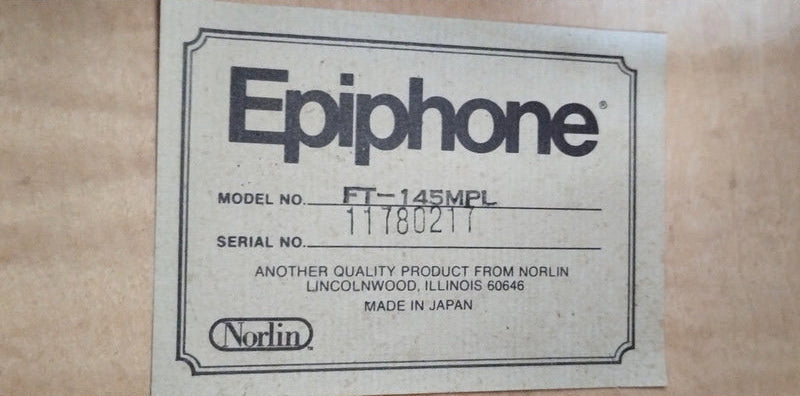 Epiphone®
MODEL NO. FT-145MPL
11780217
SERIAL NO.
ANOTHER QUALITY PRODUCT FROM NORLIN
LINCOLNWOOD, ILLINOIS 60646
MADE IN JAPAN
Norlin™